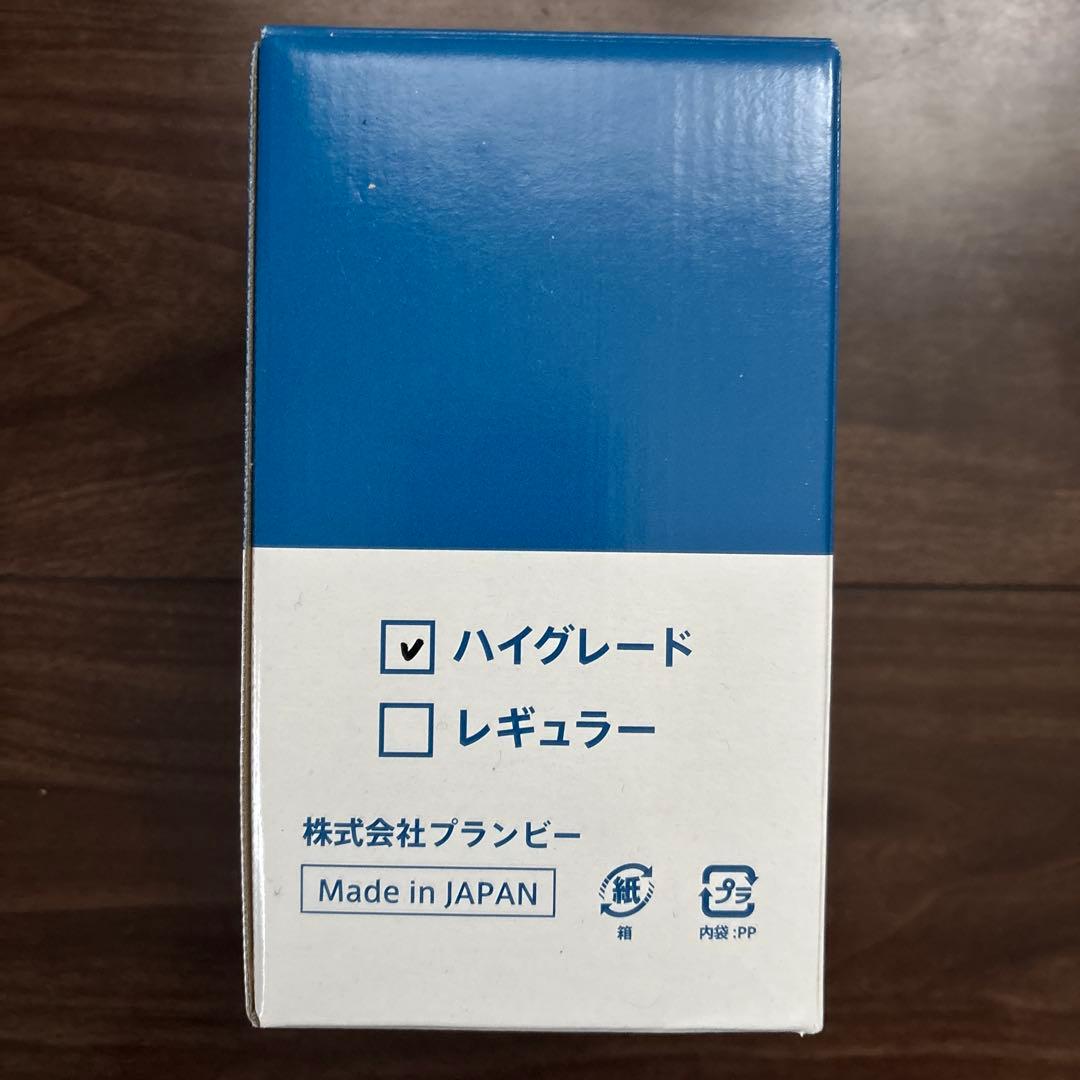 ハイグレード
レギュラー
株式会社プランビー
Made in JAPAN
紙 プラ
箱 内袋:PP